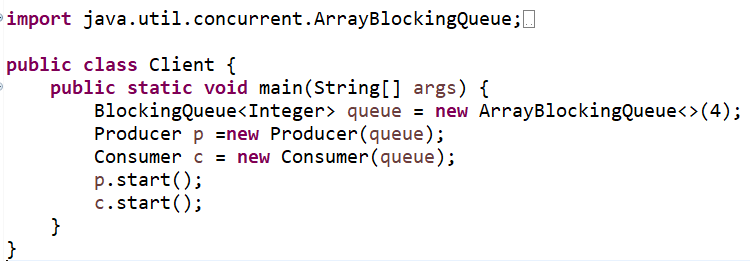 import java.util.concurrent.ArrayBlockingQueue;
public class Client {
    public static void main(String[] args) {
        BlockingQueue<Integer> queue = new ArrayBlockingQueue<>(4);
        Producer p =new Producer(queue);
        Consumer c = new Consumer(queue);
        p.start();
        c.start();
    }
}